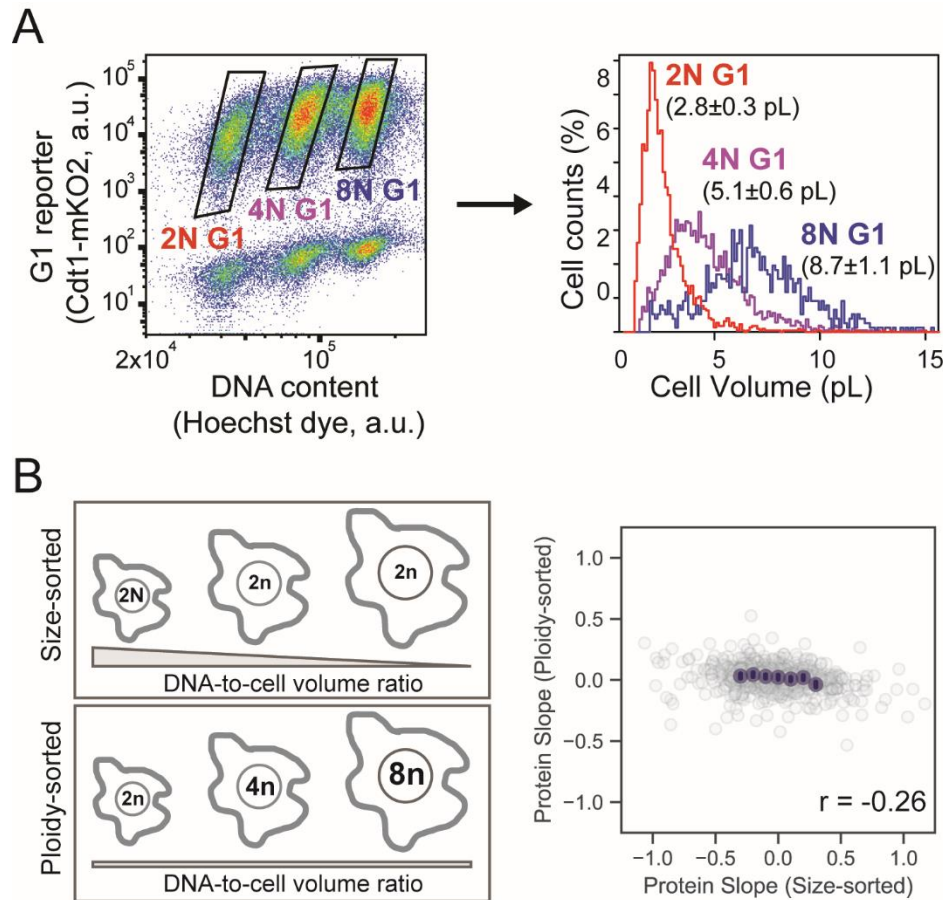 A
G1 reporter
(Cdt1-mKO2, a.u.)
10⁵
10⁴
10³
10²
10¹
2N G1
4N G1
8N G1
2x10⁴
10⁵
DNA content
(Hoechst dye, a.u.)
Cell counts (%)
8
6
4
2
0
2N G1
(2.8±0.3 pL)
4N G1
(5.1±0.6 pL)
8N G1
(8.7±1.1 pL)
0 5 10 15
Cell Volume (pL)
B
Size-sorted
2N 2n 2n
DNA-to-cell volume ratio
Ploidy-sorted
2n 4n 8n
DNA-to-cell volume ratio
Protein Slope (Ploidy-sorted)
1.0
0.5
0.0
−0.5
−1.0
r = -0.26
−1.0 −0.5 0.0 0.5 1.0
Protein Slope (Size-sorted)